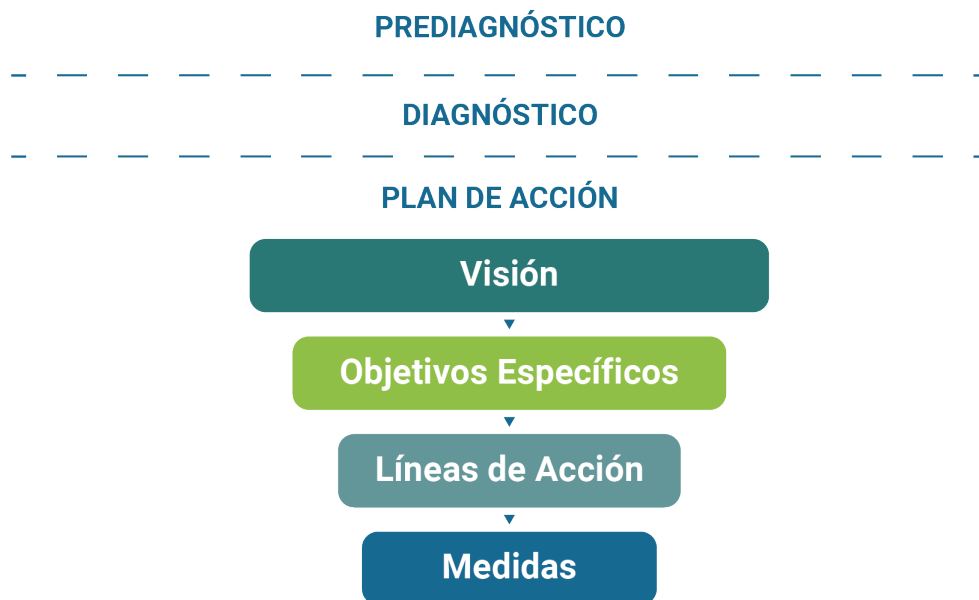 PREDIAGNÓSTICO
DIAGNÓSTICO
PLAN DE ACCIÓN
Visión
Objetivos Específicos
Líneas de Acción
Medidas